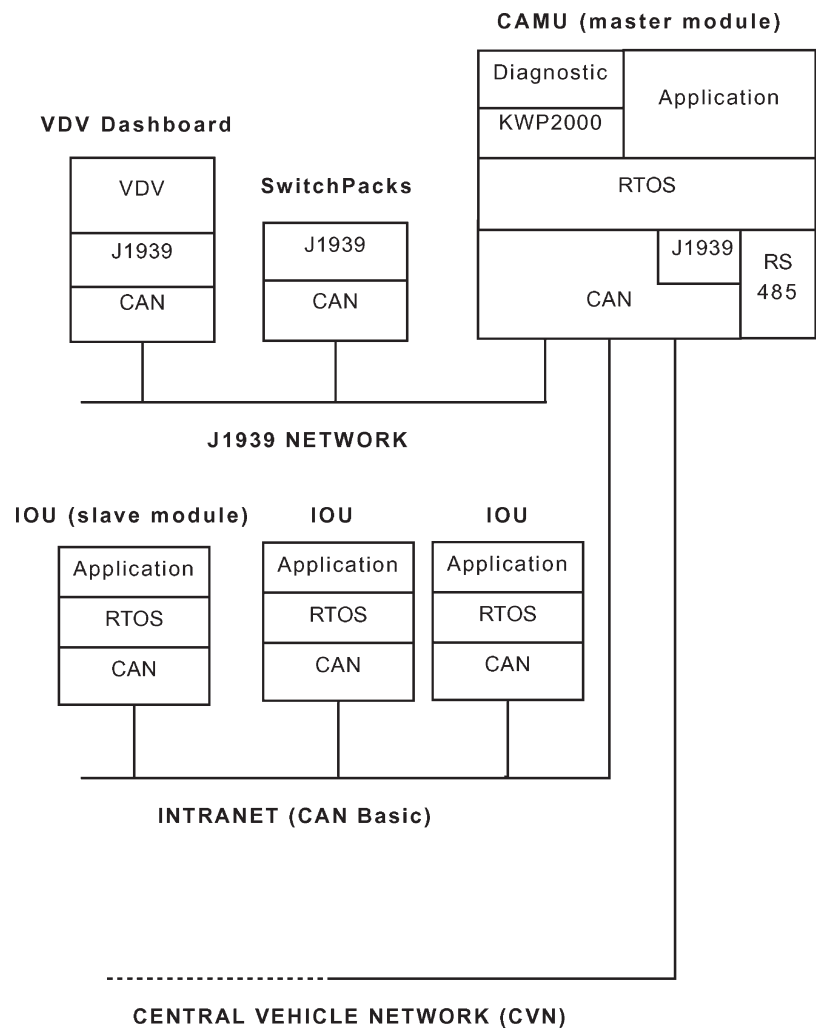 CAMU (master module)
Diagnostic
Application
KWP2000
VDV Dashboard
RTOS
SwitchPacks
VDV
J1939
J1939
J1939
RS
485
CAN
CAN
CAN
J1939 NETWORK
IOU (slave module)
IOU
IOU
Application
Application
Application
RTOS
RTOS
RTOS
CAN
CAN
CAN
INTRANET (CAN Basic)
CENTRAL VEHICLE NETWORK (CVN)